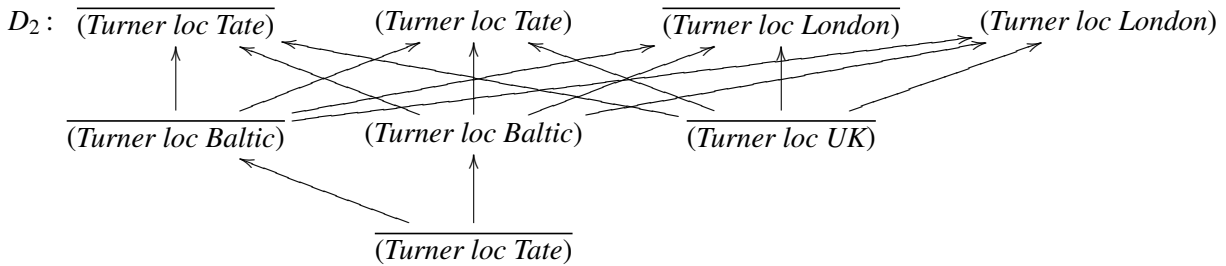 D₂ : (Turner loc Tate) (Turner loc Tate) (Turner loc London) (Turner loc London)
(Turner loc Baltic) (Turner loc Baltic) (Turner loc UK)
(Turner loc Tate)